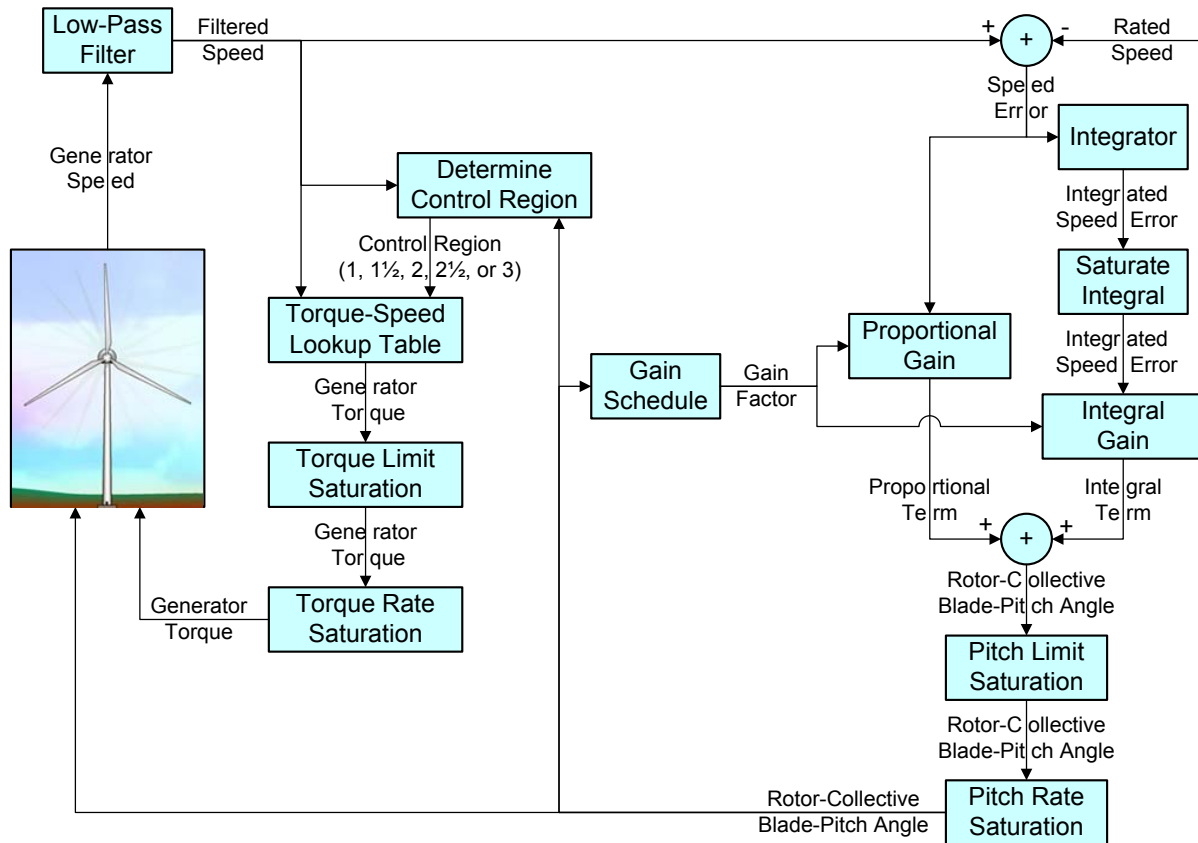 Low-Pass
Filter
Filtered
Speed
+
+
-
Rated
Speed
Speed
Error
Integrator
Generator
Speed
Determine
Control Region
Integrated
Speed Error
Control Region
(1, 1½, 2, 2½, or 3)
Saturate
Integral
Torque-Speed
Lookup Table
Proportional
Gain
Integrated
Speed Error
Gain
Schedule
Gain
Factor
Generator
Torque
Integral
Gain
Torque Limit
Saturation
Proportional
Term
Integral
Term
+
+
+
Generator
Torque
Rotor-Collective
Blade-Pitch Angle
Generator
Torque
Torque Rate
Saturation
Pitch Limit
Saturation
Rotor-Collective
Blade-Pitch Angle
Rotor-Collective
Blade-Pitch Angle
Pitch Rate
Saturation